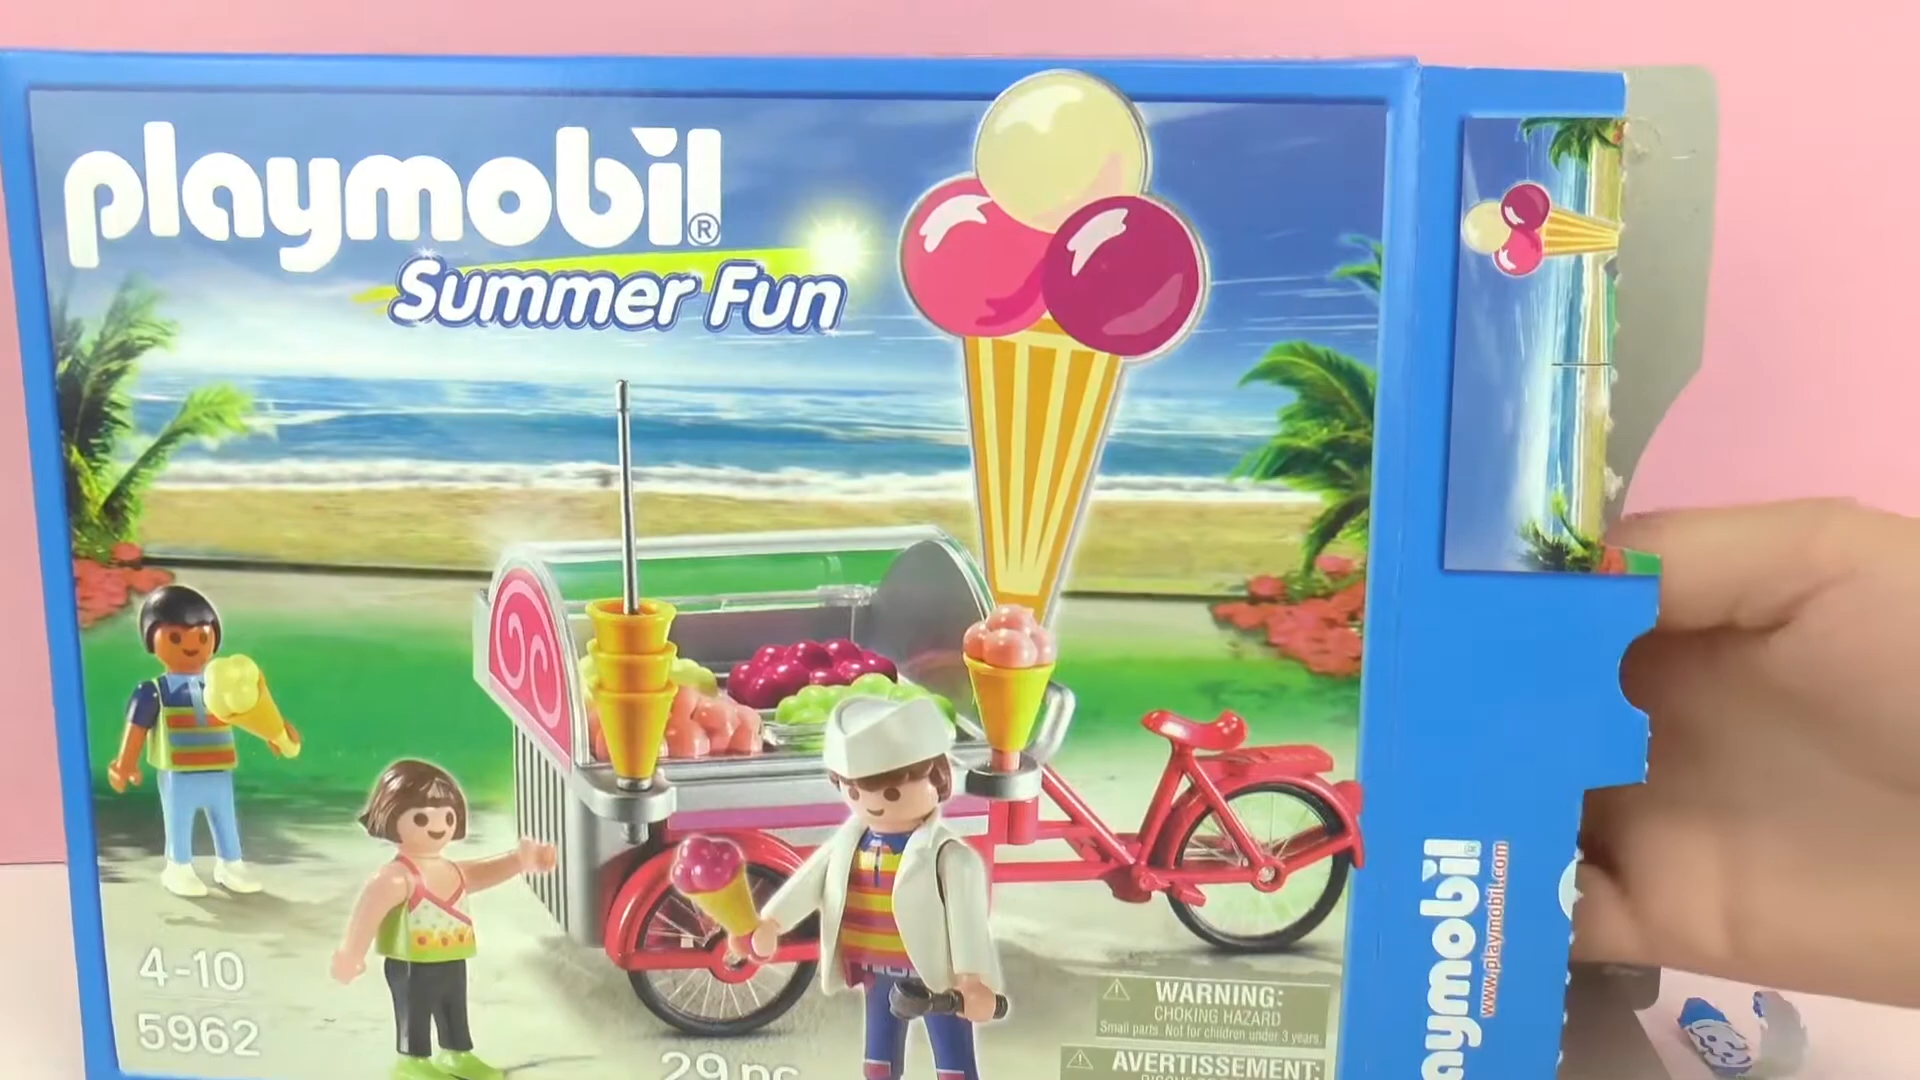 playmobil®
Summer Fun
4-10
5962
29 pc
WARNING:
CHOKING HAZARD
Small parts. Not for children under 3 years.
AVERTISSEMENT:
playmobil®
www.playmobil.com